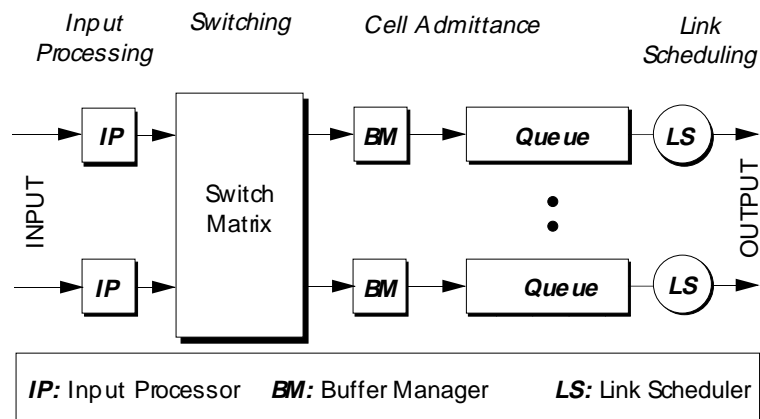 Input Processing
Switching
Cell Admittance
Link Scheduling
IP
BM
Queue
LS
INPUT
Switch Matrix
OUTPUT
IP
BM
Queue
LS
IP: Input Processor
BM: Buffer Manager
LS: Link Scheduler